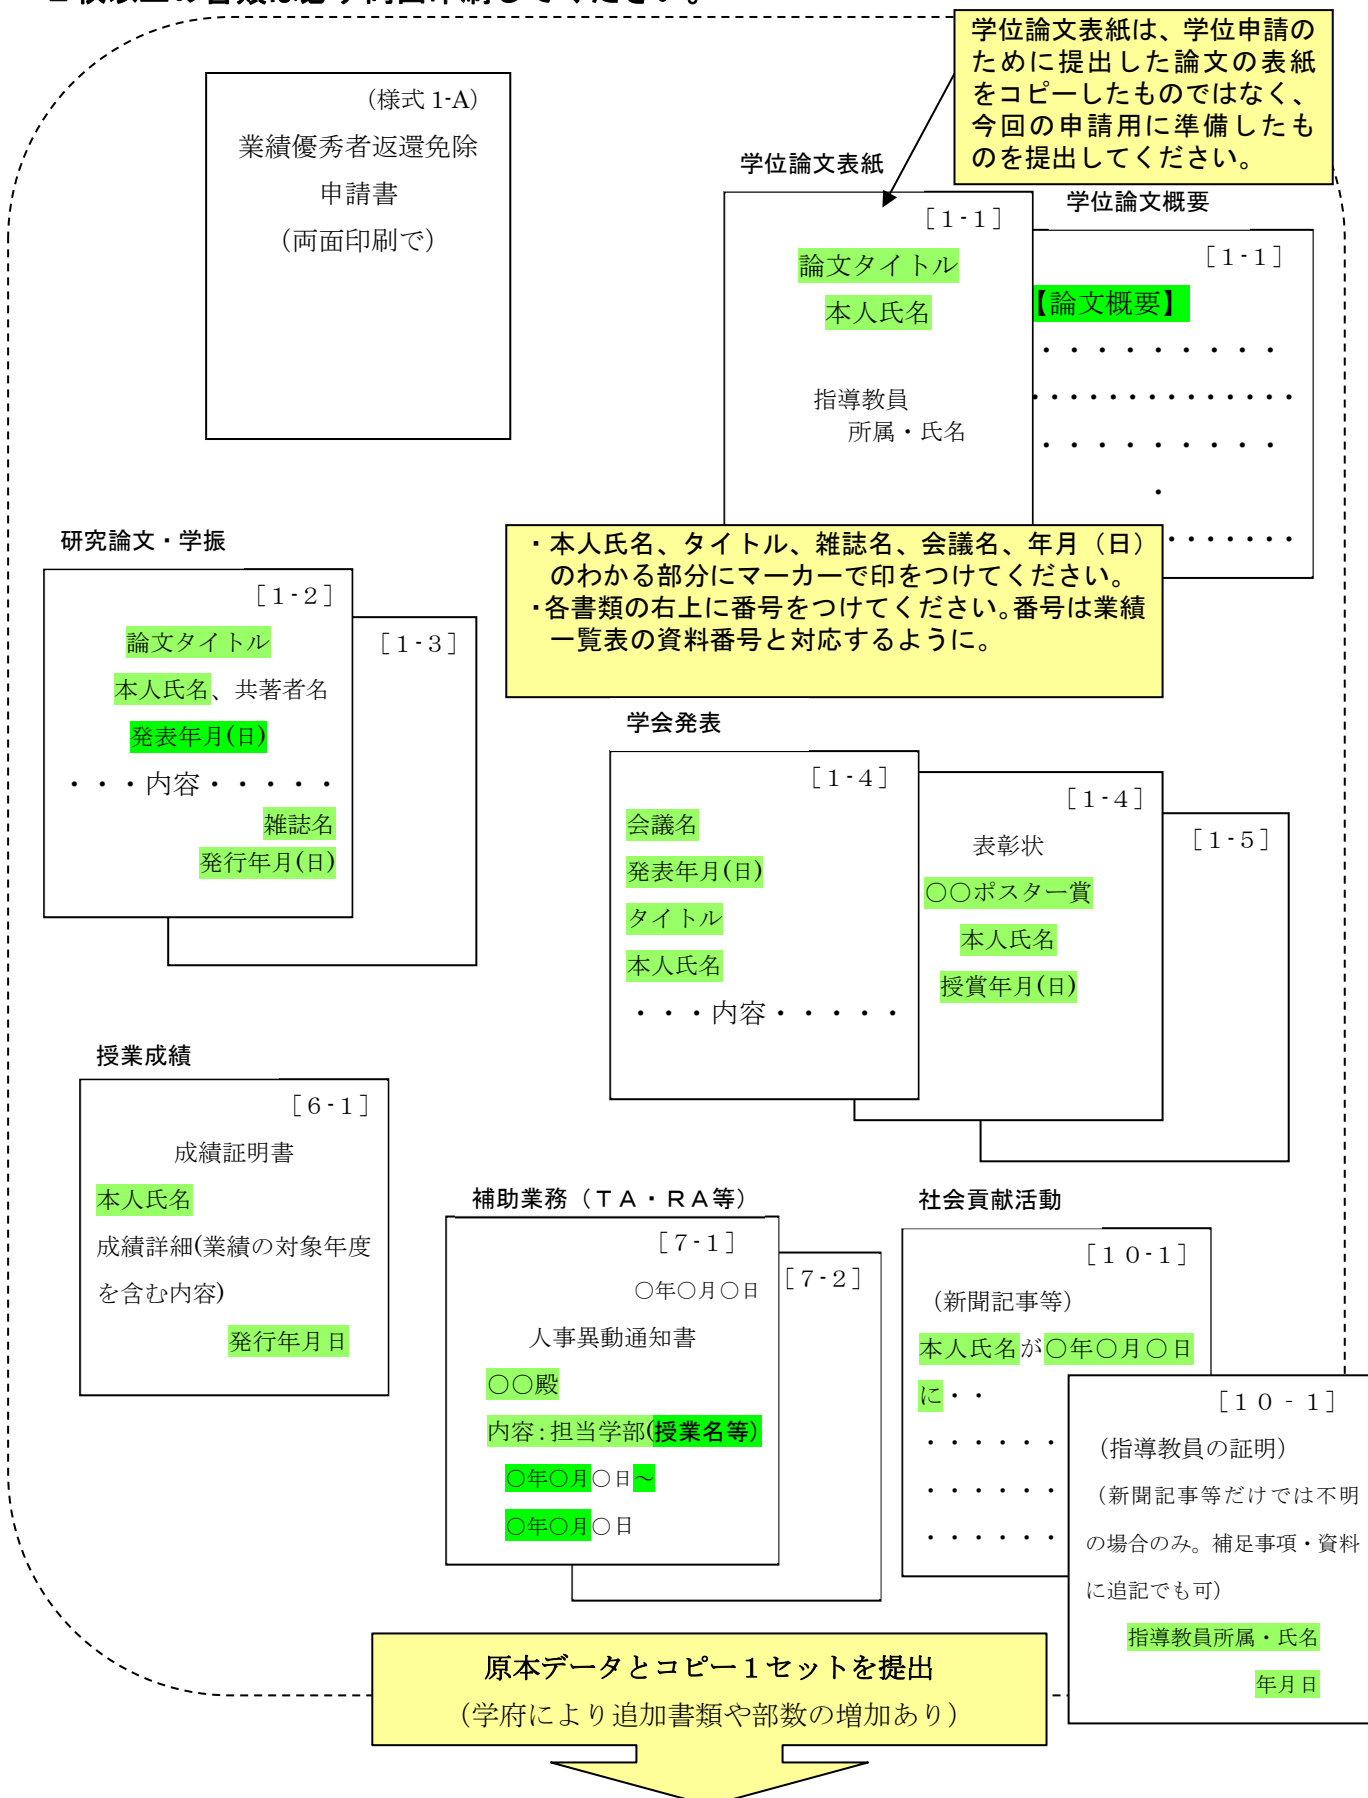 学位論文表紙は、学位申請の
ために提出した論文の表紙
をコピーしたものではなく、
今回の申請用に準備したも
のを提出してください。
(様式 1-A)
業績優秀者返還免除
申請書
(両面印刷で)
学位論文表紙
[1-1]
論文タイトル
本人氏名
指導教員
所属・氏名
学位論文概要
[1-1]
【論文概要】
・・・・・・・・・・
・・・・・・・・・・・・・・
・・・・・・・・・・
・
・・・・・・・
・本人氏名、タイトル、雑誌名、会議名、年月（日）
のわかる部分にマーカーで印をつけてください。
・各書類の右上に番号をつけてください。番号は業績
一覧表の資料番号と対応するように。
研究論文・学振
[1-2]
論文タイトル
本人氏名、共著者名
発表年月(日)
・・・内容・・・・・
雑誌名
発行年月(日)
[1-3]
学会発表
[1-4]
会議名
発表年月(日)
タイトル
本人氏名
・・・内容・・・・・
[1-4]
表彰状
〇〇ポスター賞
本人氏名
授賞年月(日)
[1-5]
授業成績
[6-1]
成績証明書
本人氏名
成績詳細(業績の対象年度
を含む内容)
発行年月日
補助業務（ＴＡ・ＲＡ等）
[7-1]
〇年〇月〇日
人事異動通知書
〇〇殿
内容:担当学部(授業名等)
〇年〇月〇日～
〇年〇月〇日
[7-2]
社会貢献活動
[10-1]
（新聞記事等）
本人氏名が〇年〇月〇日
に・・
・・・・・・
・・・・・・
・・・・・・
[10-1]
（指導教員の証明）
（新聞記事等だけでは不明
の場合のみ。補足事項・資料
に追記でも可）
指導教員所属・氏名
年月日
原本データとコピー１セットを提出
（学府により追加書類や部数の増加あり）